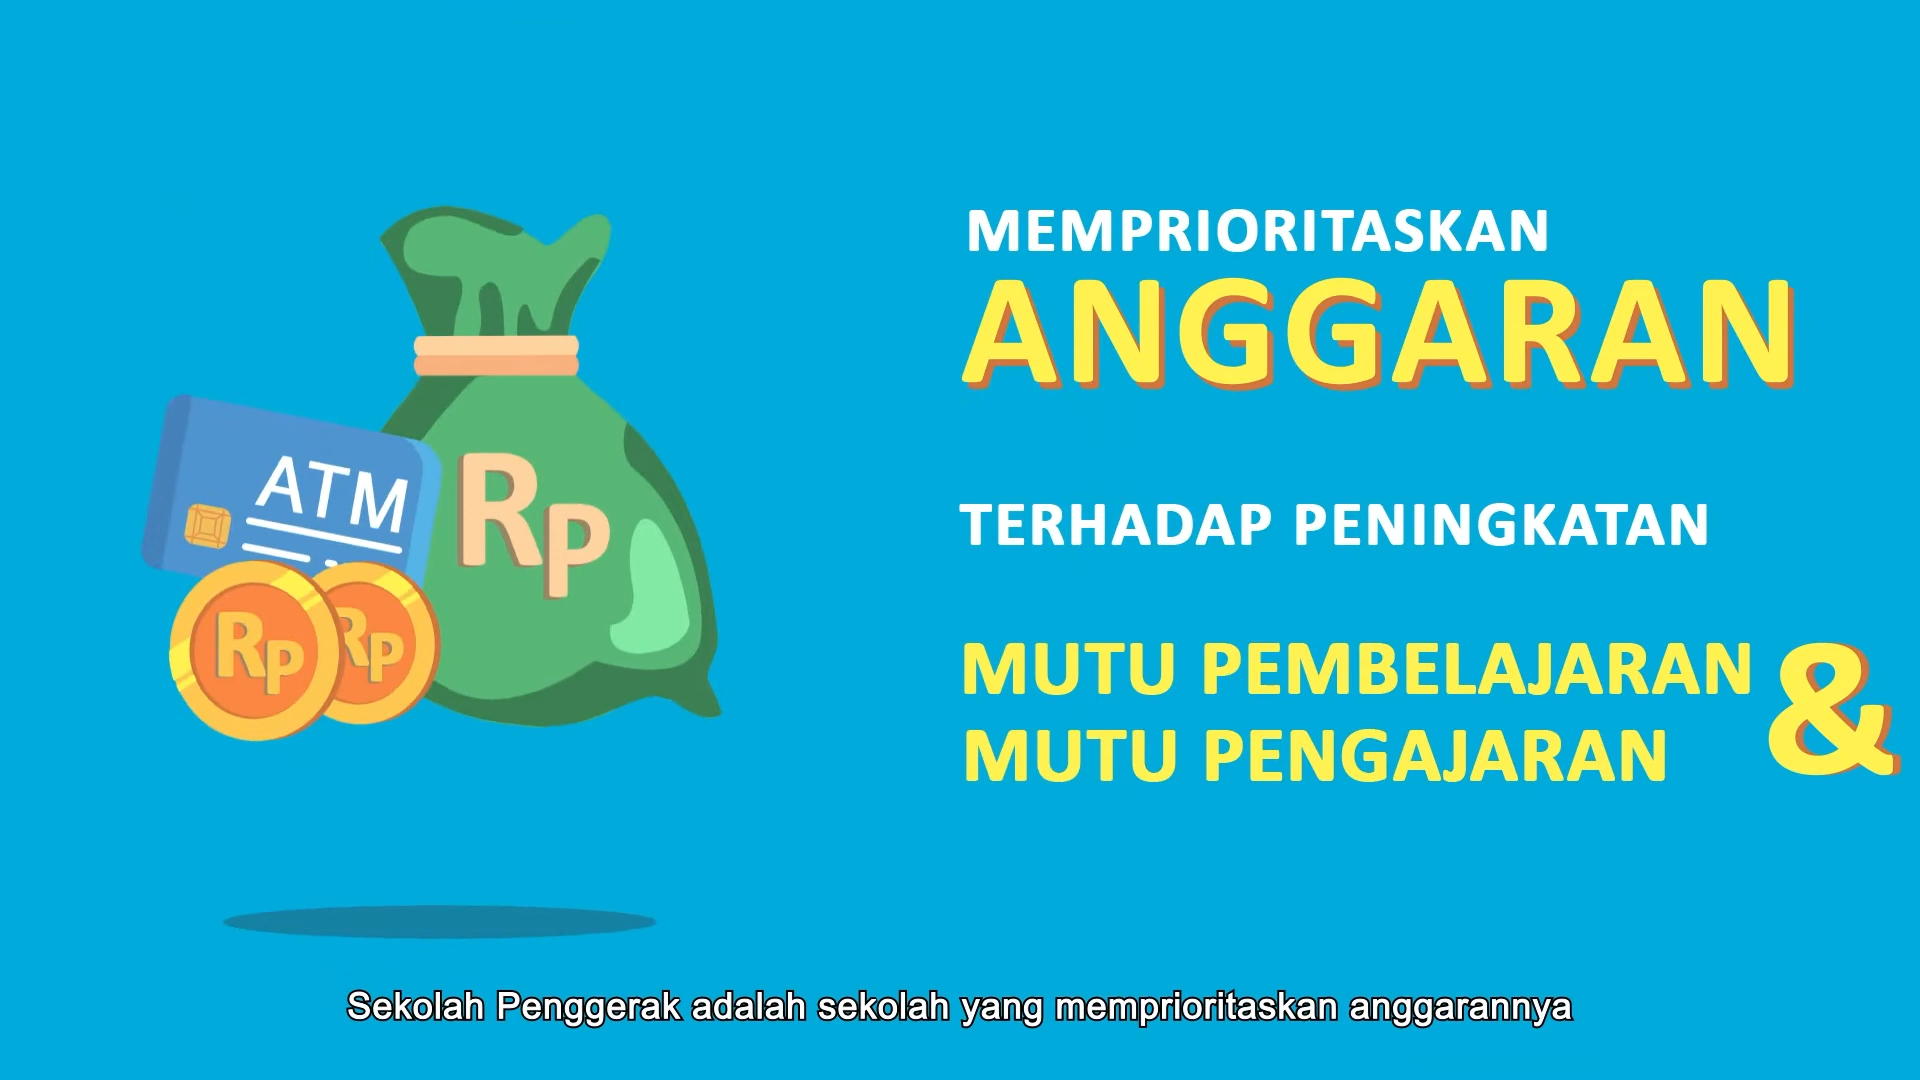 MEMPRIORITASKAN
ANGGARAN
TERHADAP PENINGKATAN
MUTU PEMBELAJARAN &
MUTU PENGAJARAN
ATM
Rp
Rp
Rp
Sekolah Penggerak adalah sekolah yang memprioritaskan anggarannya